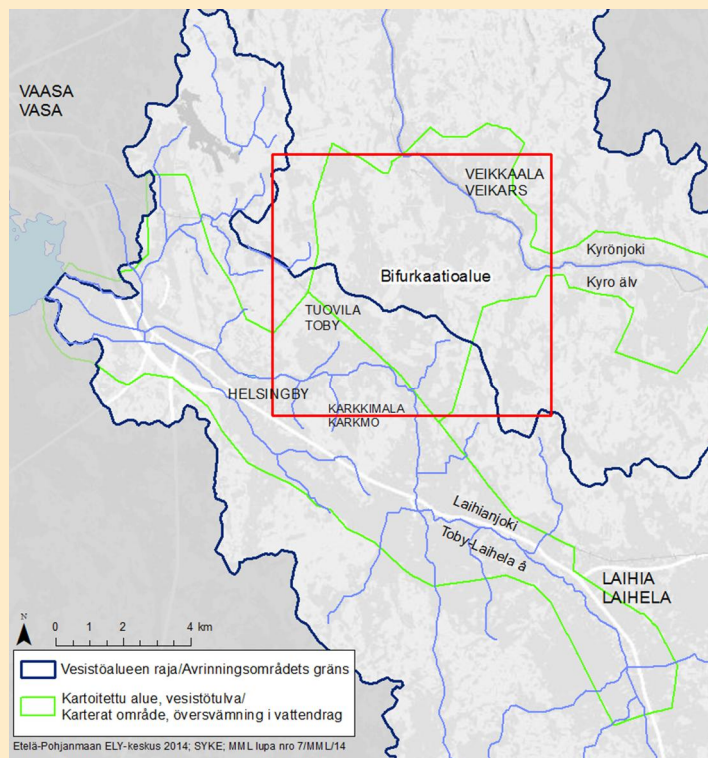 VAASA
VASA
VEIKKAALA
VEIKARS
Kyrönjoki
Bifurkaatioalue
Kyro älv
TUOVILA
TOBY
HELSINGBY
KARKKIMALA
KARKMO
Laihianjoki
Toby-Laihela å
LAIHIA
LAIHELA
N
0 1 2 4 km
Vesistöalueen raja/Avrinningsområdets gräns
Kartoitettu alue, vesistötulva/
Karterat område, översvämning i vattendrag
Etelä-Pohjanmaan ELY-keskus 2014; SYKE; MML lupa nro 7/MML/14